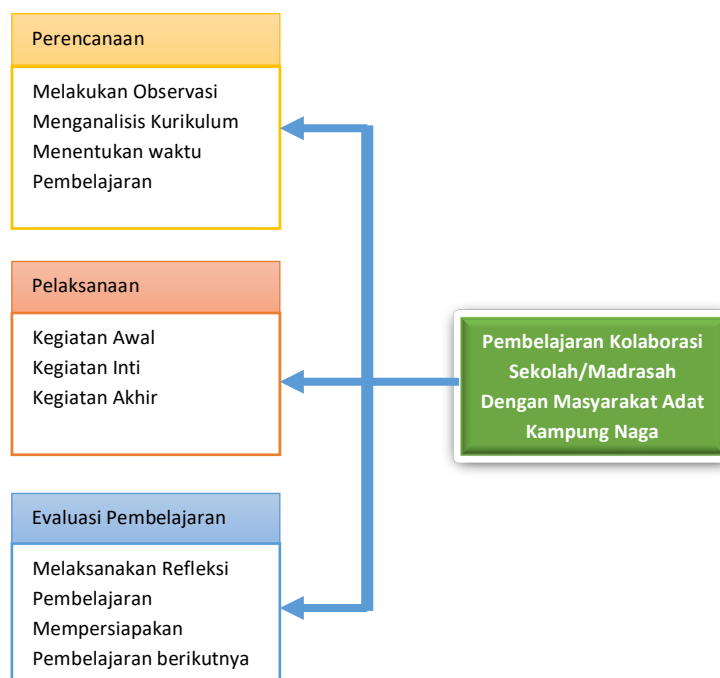 Perencanaan
Melakukan Observasi
Menganalisis Kurikulum
Menentukan waktu
Pembelajaran
Pelaksanaan
Kegiatan Awal
Kegiatan Inti
Kegiatan Akhir
Evaluasi Pembelajaran
Melaksanakan Refleksi
Pembelajaran
Mempersiapakan
Pembelajaran berikutnya
Pembelajaran Kolaborasi
Sekolah/Madrasah
Dengan Masyarakat Adat
Kampung Naga